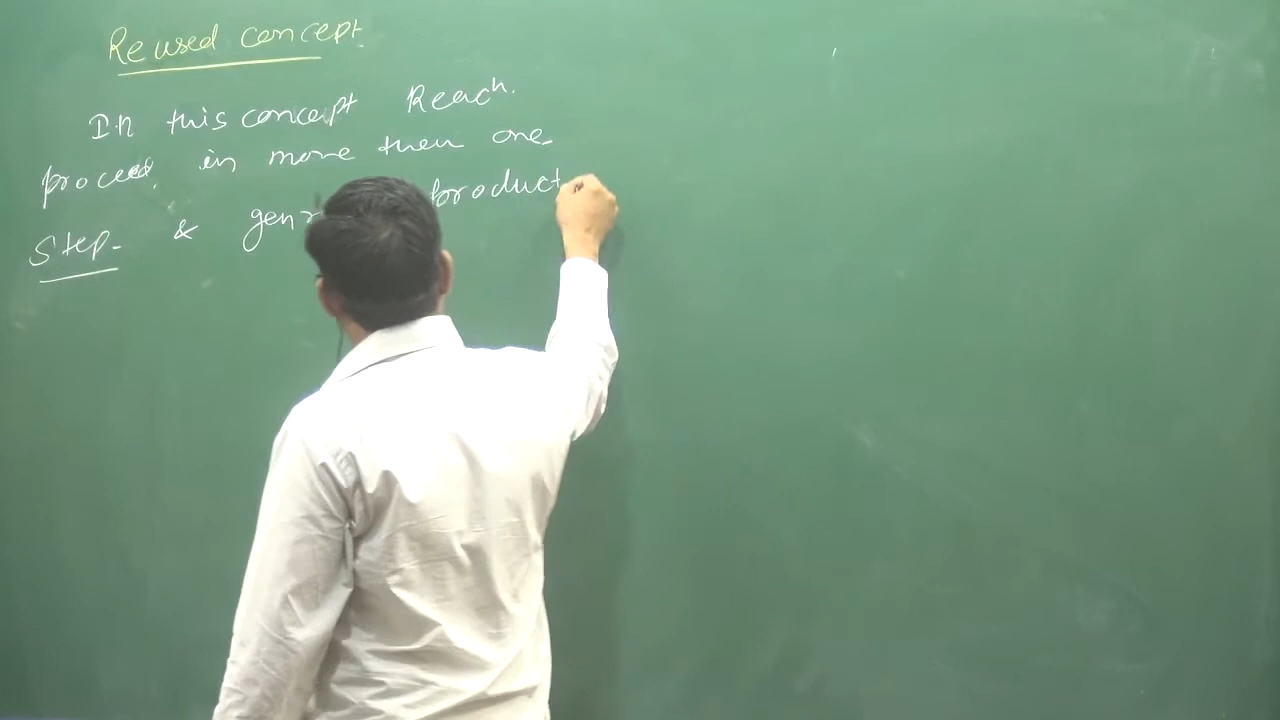 Reused concept
In this concept Reach.
proceed in more then one
Step- & product